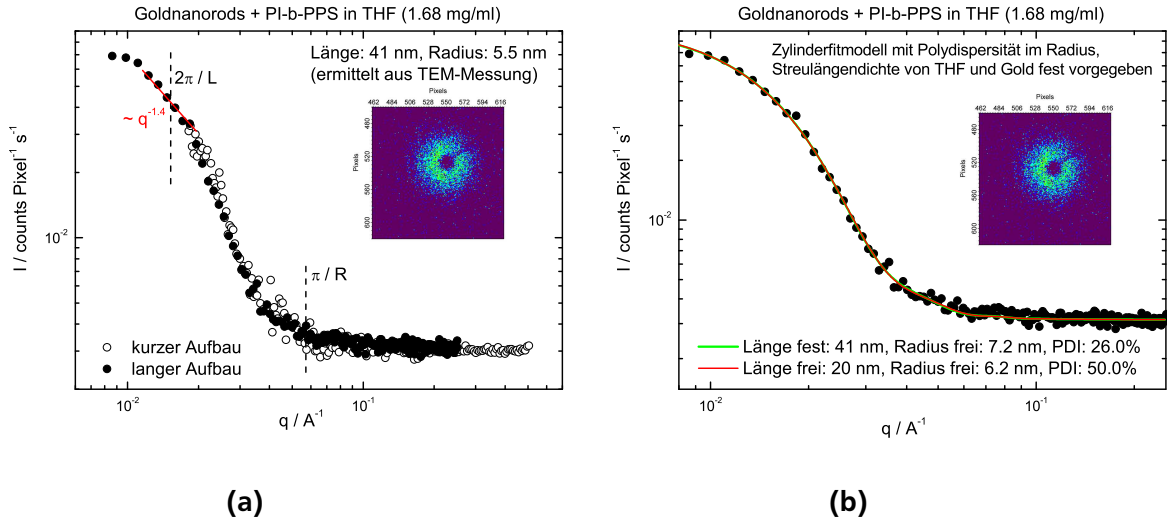 Goldnanorods + PI-b-PPS in THF (1.68 mg/ml)
Länge: 41 nm, Radius: 5.5 nm
(ermittelt aus TEM-Messung)
2π / L
~ q^-1.4
π / R
Pixels
462 484 506 528 550 572 594 616
Pixels
480
520
560
600
I / counts Pixel^-1 s^-1
10^-2
kurzer Aufbau
langer Aufbau
10^-2
10^-1
10^0
q / A^-1
(a)
Goldnanorods + PI-b-PPS in THF (1.68 mg/ml)
Zylinderfitmodell mit Polydispersität im Radius,
Streulängendichte von THF und Gold fest vorgegeben
Pixels
462 484 506 528 550 572 594 616
Pixels
480
520
560
600
I / counts Pixel^-1 s^-1
10^-2
Länge fest: 41 nm, Radius frei: 7.2 nm, PDI: 26.0%
Länge frei: 20 nm, Radius frei: 6.2 nm, PDI: 50.0%
10^-2
10^-1
q / A^-1
(b)